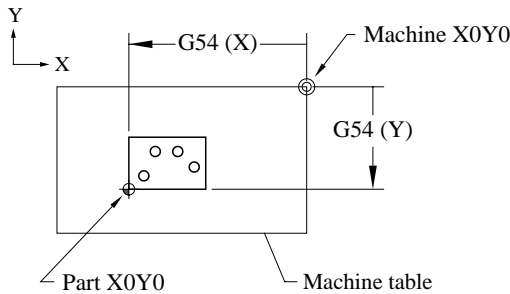 Y
X
G54 (X)
Machine X0Y0
G54 (Y)
Part X0Y0
Machine table